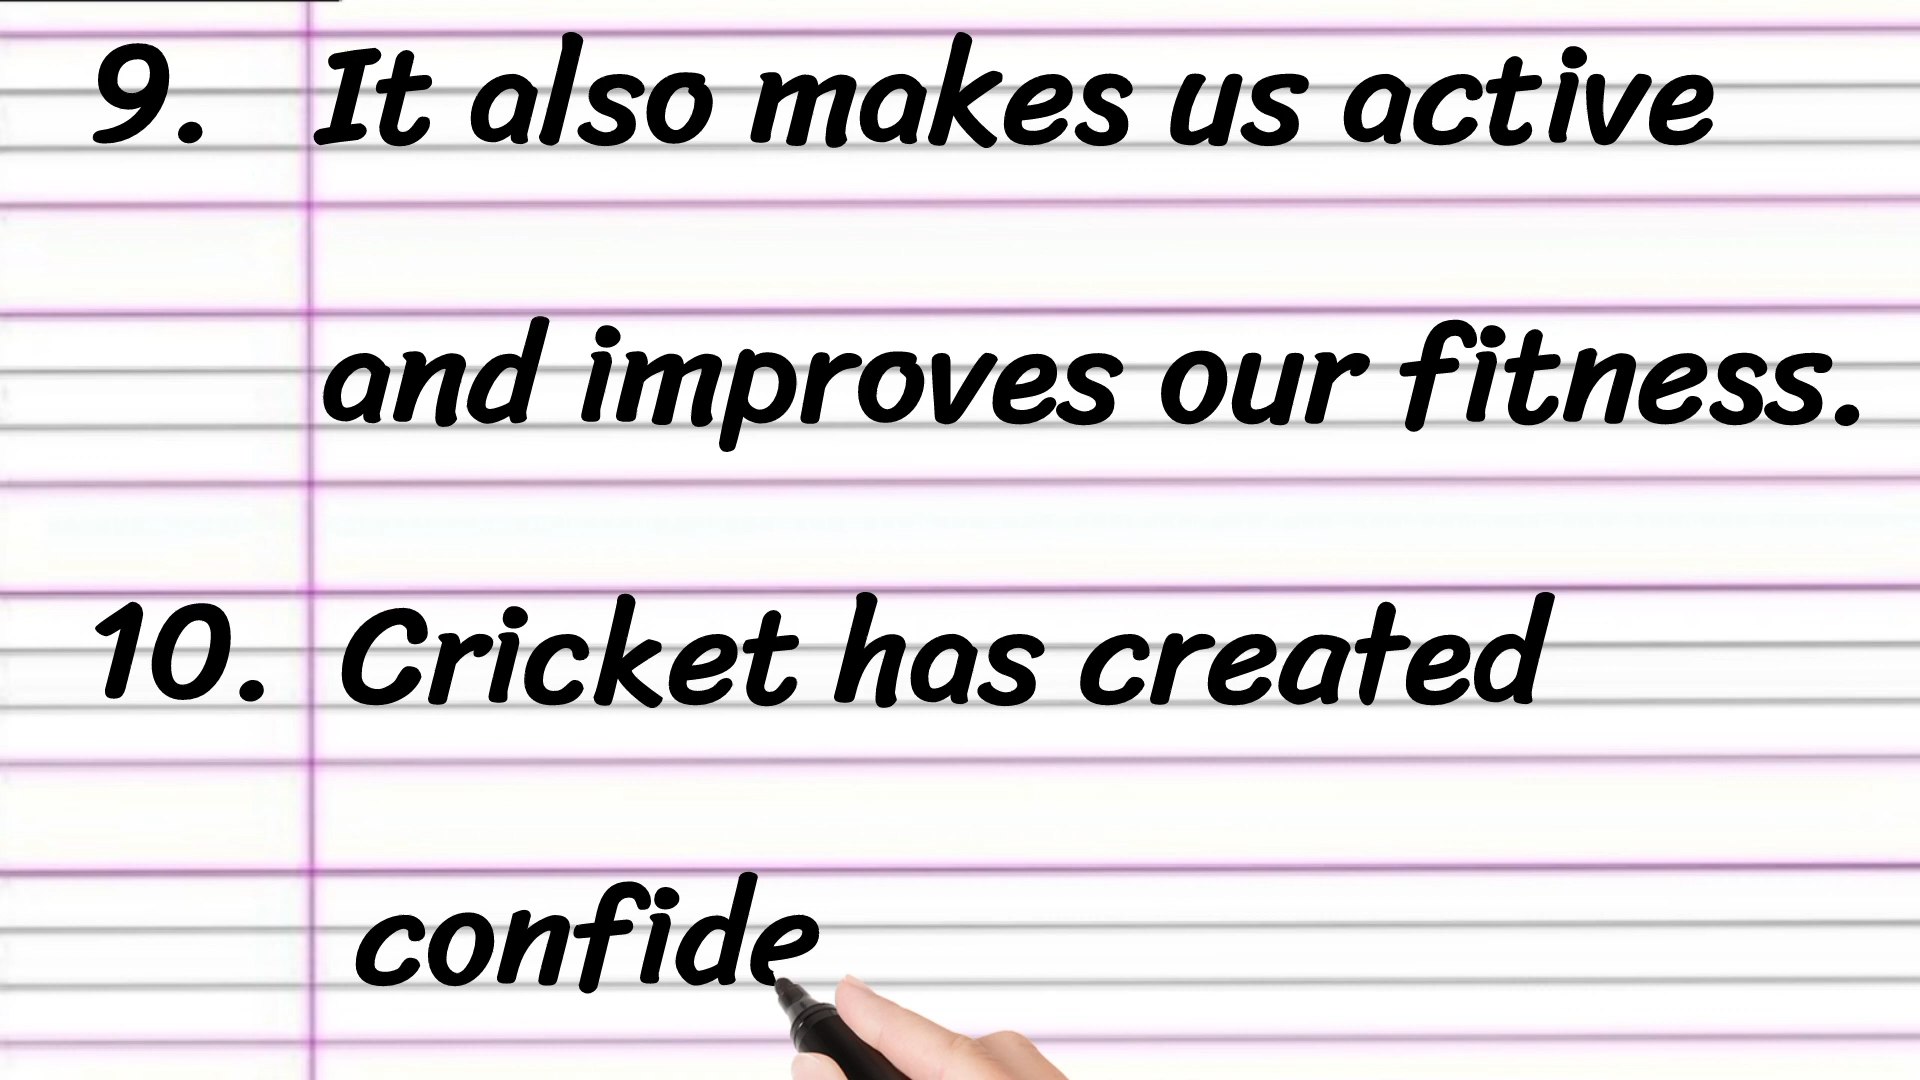 9. It also makes us active
and improves our fitness.
10. Cricket has created
confide